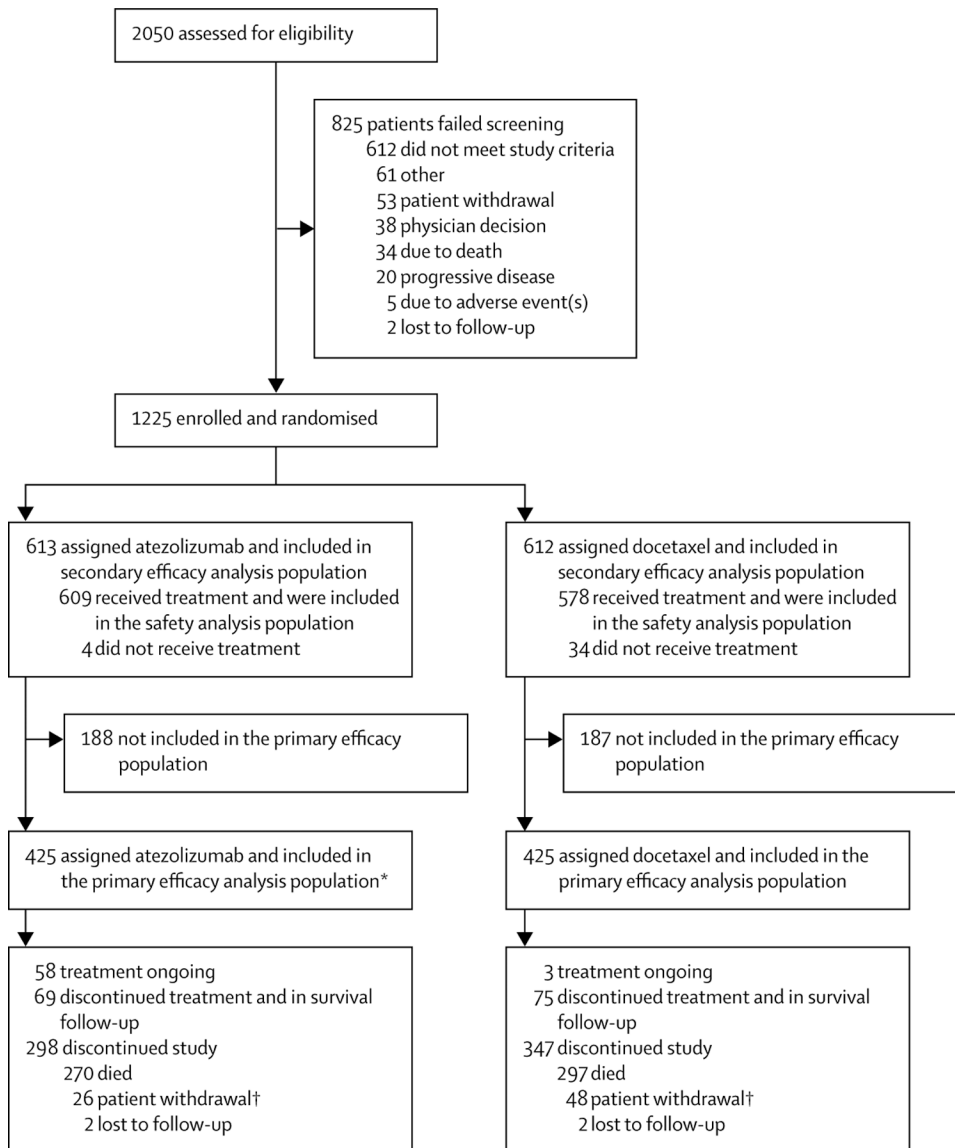 2050 assessed for eligibility
825 patients failed screening
612 did not meet study criteria
61 other
53 patient withdrawal
38 physician decision
34 due to death
20 progressive disease
5 due to adverse event(s)
2 lost to follow-up
1225 enrolled and randomised
613 assigned atezolizumab and included in
secondary efficacy analysis population
609 received treatment and were included
in the safety analysis population
4 did not receive treatment
612 assigned docetaxel and included in
secondary efficacy analysis population
578 received treatment and were included
in the safety analysis population
34 did not receive treatment
188 not included in the primary efficacy
population
187 not included in the primary efficacy
population
425 assigned atezolizumab and included in
the primary efficacy analysis population*
425 assigned docetaxel and included in the
primary efficacy analysis population
58 treatment ongoing
69 discontinued treatment and in survival
follow-up
298 discontinued study
270 died
26 patient withdrawal†
2 lost to follow-up
3 treatment ongoing
75 discontinued treatment and in survival
follow-up
347 discontinued study
297 died
48 patient withdrawal†
2 lost to follow-up